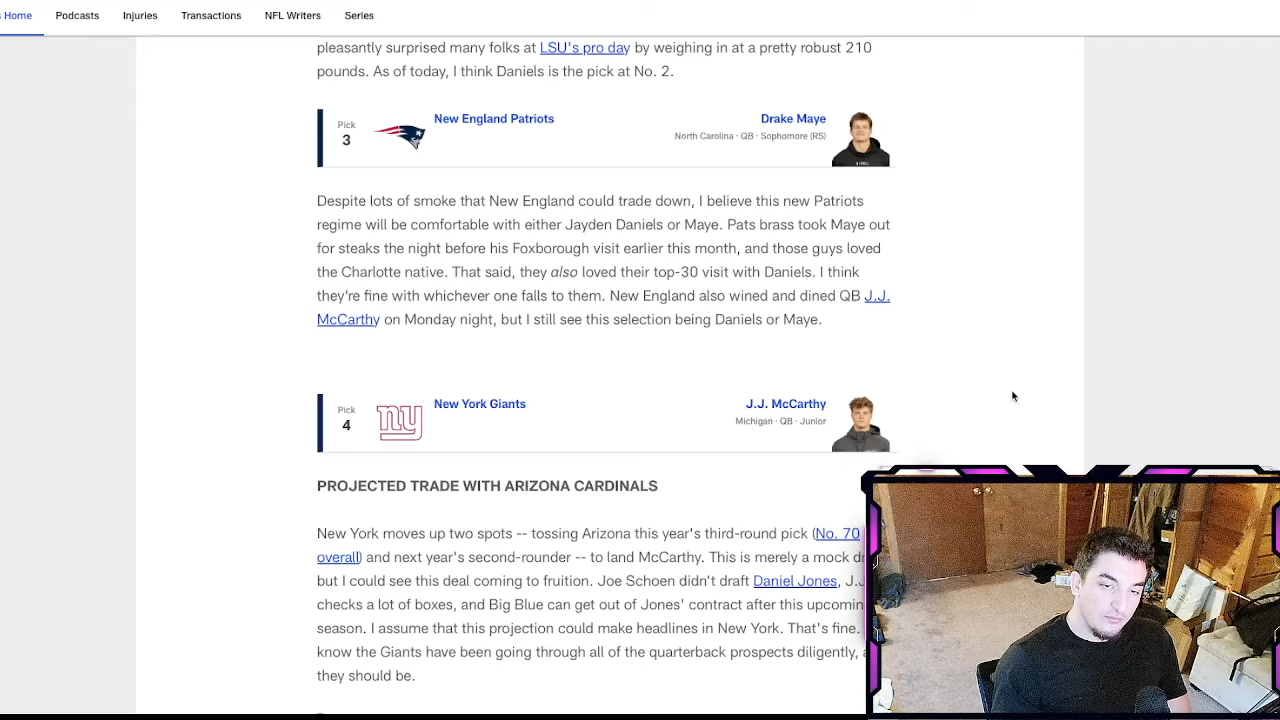 Home
Podcasts
Injuries
Transactions
NFL Writers
Series
pleasantly surprised many folks at LSU's pro day by weighing in at a pretty robust 210
pounds. As of today, I think Daniels is the pick at No. 2.
Pick
3
New England Patriots
Drake Maye
North Carolina · QB · Sophomore (RS)
Despite lots of smoke that New England could trade down, I believe this new Patriots
regime will be comfortable with either Jayden Daniels or Maye. Pats brass took Maye out
for steaks the night before his Foxborough visit earlier this month, and those guys loved
the Charlotte native. That said, they also loved their top-30 visit with Daniels. I think
they're fine with whichever one falls to them. New England also wined and dined QB J.J.
McCarthy on Monday night, but I still see this selection being Daniels or Maye.
Pick
4
ny
New York Giants
J.J. McCarthy
Michigan · QB · Junior
PROJECTED TRADE WITH ARIZONA CARDINALS
New York moves up two spots -- tossing Arizona this year's third-round pick (No. 70
overall) and next year's second-rounder -- to land McCarthy. This is merely a mock
but I could see this deal coming to fruition. Joe Schoen didn't draft Daniel Jones,
checks a lot of boxes, and Big Blue can get out of Jones' contract after this
season. I assume that this projection could make headlines in New York. That's fine.
know the Giants have been going through all of the quarterback prospects diligently,
they should be.